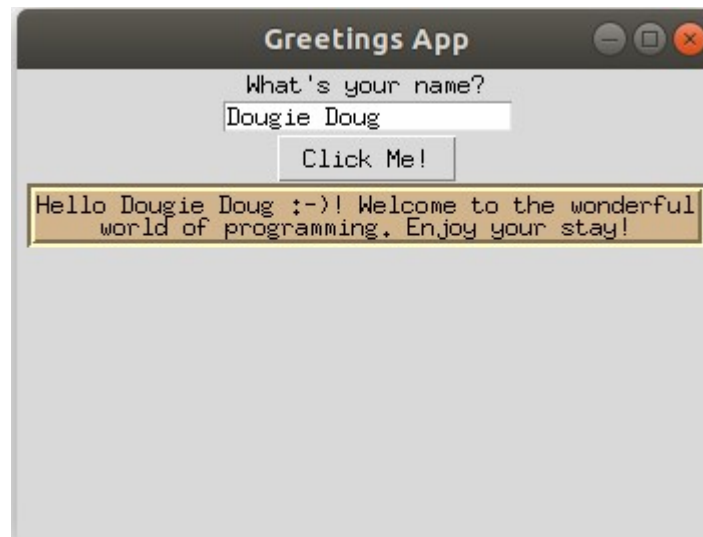 Greetings App
What's your name?
Dougie Doug
Click Me!
Hello Dougie Doug :-)! Welcome to the wonderful
world of programming. Enjoy your stay!